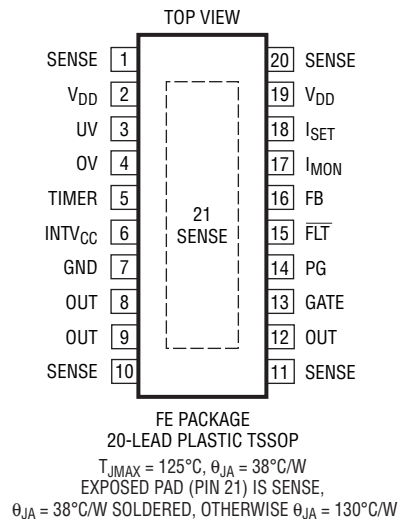 TOP VIEW
SENSE 1
VDD 2
UV 3
OV 4
TIMER 5
INTVCC 6
GND 7
OUT 8
OUT 9
SENSE 10
21
SENSE
20 SENSE
19 VDD
18 ISET
17 IMON
16 FB
15 FLT
14 PG
13 GATE
12 OUT
11 SENSE
FE PACKAGE
20-LEAD PLASTIC TSSOP
TJMAX = 125°C, θJA = 38°C/W
EXPOSED PAD (PIN 21) IS SENSE,
θJA = 38°C/W SOLDERED, OTHERWISE θJA = 130°C/W